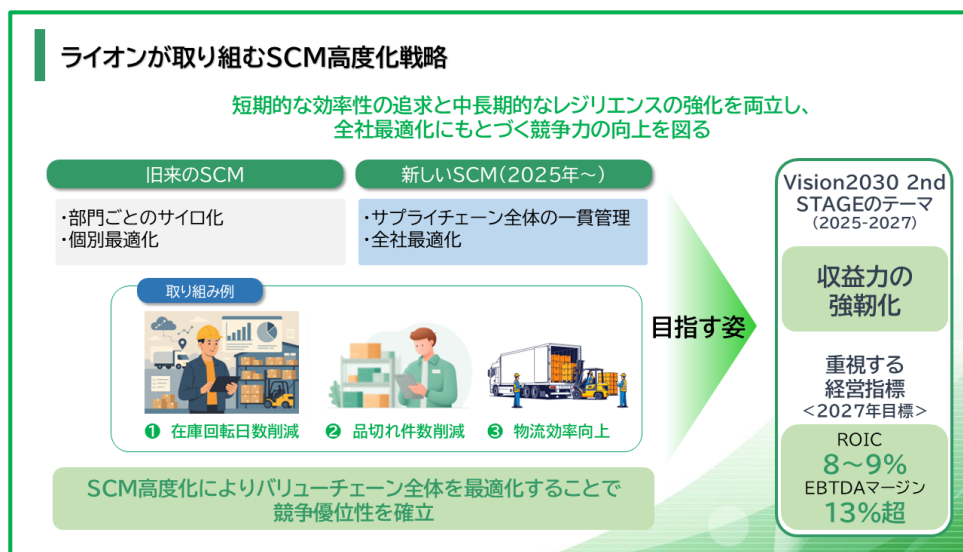 ライオンが取り組むSCM高度化戦略
短期的な効率性の追求と中長期的なレジリエンスの強化を両立し、
全社最適化にもとづく競争力の向上を図る
旧来のSCM
・部門ごとのサイロ化
・個別最適化
新しいSCM(2025年～)
・サプライチェーン全体の一貫管理
・全社最適化
取り組み例
❶ 在庫回転日数削減
❷ 品切れ件数削減
❸ 物流効率向上
SCM高度化によりバリューチェーン全体を最適化することで
競争優位性を確立
目指す姿
Vision2030 2nd
STAGEのテーマ
(2025-2027)
収益力の
強靭化
重視する
経営指標
<2027年目標>
ROIC
8～9%
EBTDAマージン
13%超